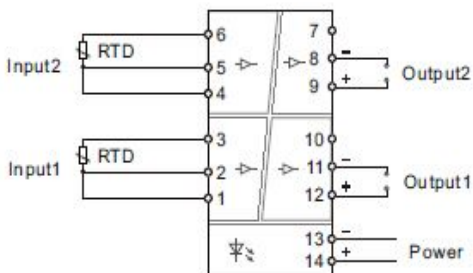 6 7
RTD - 8
Input2 5 Output2
+ 9
4
3 10
RTD - 11
Input1 2 Output1
+ 12
1
13 -
Power
14 +